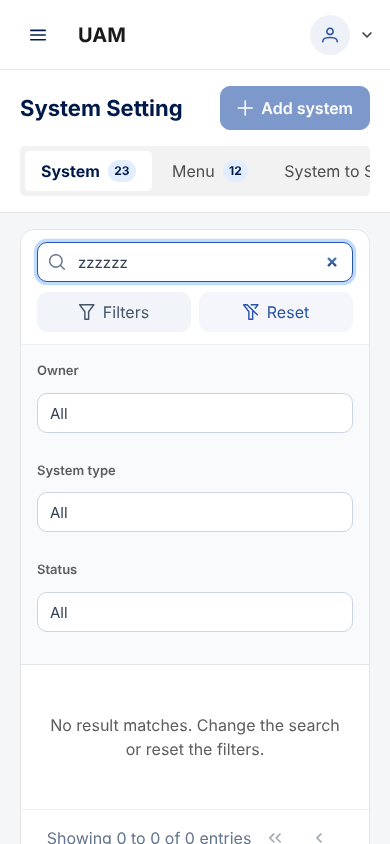 UAM
System Setting
Add system
System 23
Menu 12
System to S
zzzzzz
Filters
Reset
Owner
All
System type
All
Status
All
No result matches. Change the search
or reset the filters.
Showing 0 to 0 of 0 entries